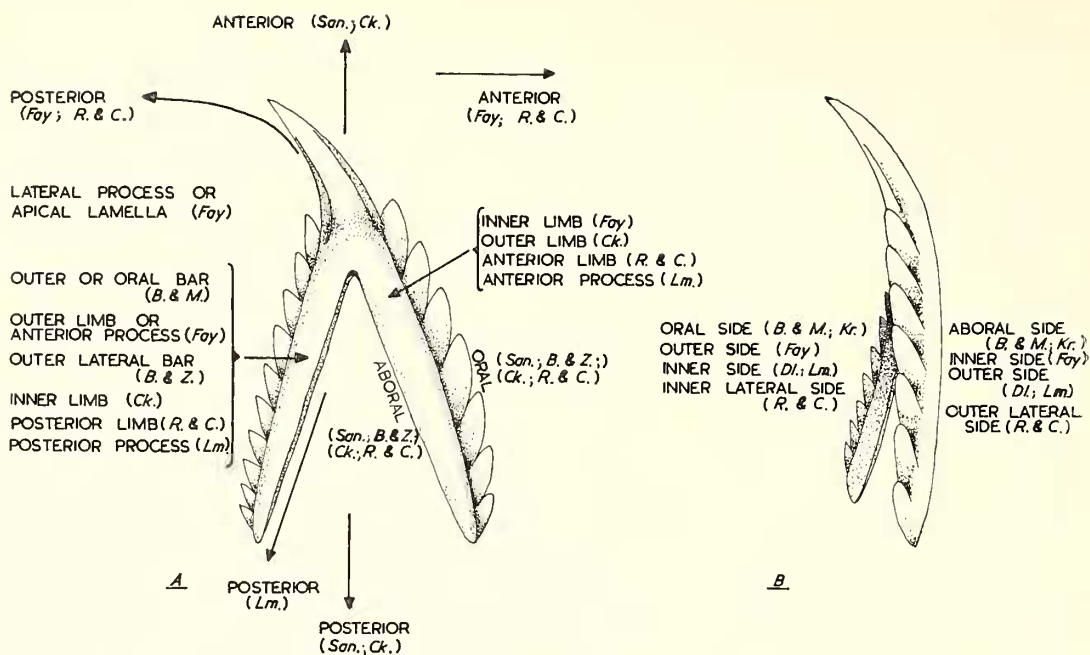 ANTERIOR (San.; Ck.)
POSTERIOR
(Fay; R. & C.)
ANTERIOR
(Fay; R. & C.)
LATERAL PROCESS OR
APICAL LAMELLA (Fay)
OUTER OR ORAL BAR
(B. & M.)
OUTER LIMB OR
ANTERIOR PROCESS (Fay)
OUTER LATERAL BAR
(B. & Z.)
INNER LIMB (Ck.)
POSTERIOR LIMB (R. & C.)
POSTERIOR PROCESS (Lm.)
INNER LIMB (Fay)
OUTER LIMB (Ck.)
ANTERIOR LIMB (R. & C.)
ANTERIOR PROCESS (Lm.)
ABORAL
(San.; B. & Z.;)
(Ck.; R. & C.)
ORAL
(San.; B. & Z.;)
(Ck.; R. & C.)
POSTERIOR
(Lm.)
POSTERIOR
(San.; Ck.)
A
ORAL SIDE (B. & M.; Kr.)
OUTER SIDE (Fay)
INNER SIDE (Dl.; Lm.)
INNER LATERAL SIDE
(R. & C.)
ABORAL SIDE
(B. & M.; Kr.)
INNER SIDE (Fay)
OUTER SIDE
(Dl.; Lm)
OUTER LATERAL
SIDE (R. & C.)
B